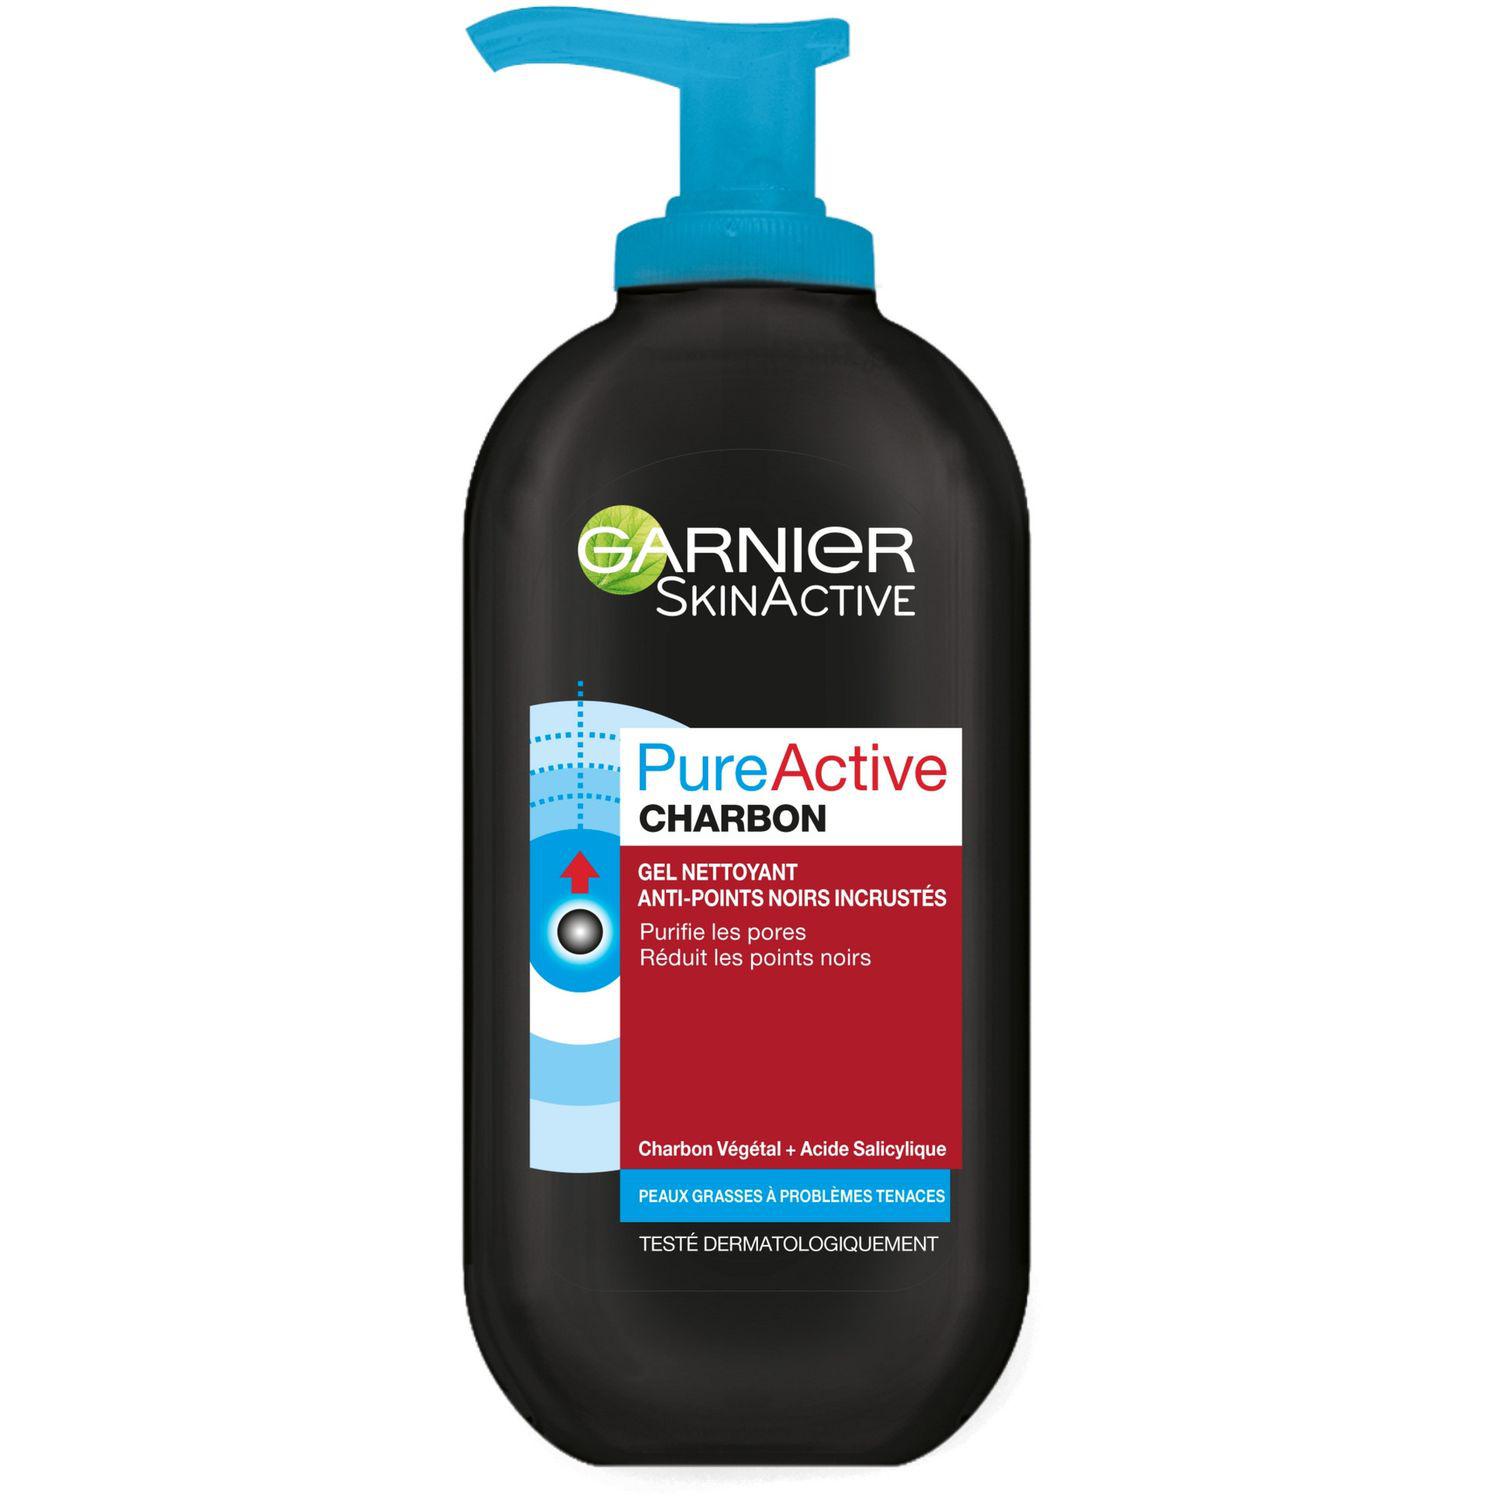 GARNIER
SKINACTIVE
PureActive
CHARBON
GEL NETTOYANT
ANTI-POINTS NOIRS INCRUSTÉS
Purifie les pores
Réduit les points noirs
Charbon Végétal + Acide Salicylique
PEAUX GRASSES À PROBLÈMES TENACES
TESTÉ DERMATOLOGIQUEMENT